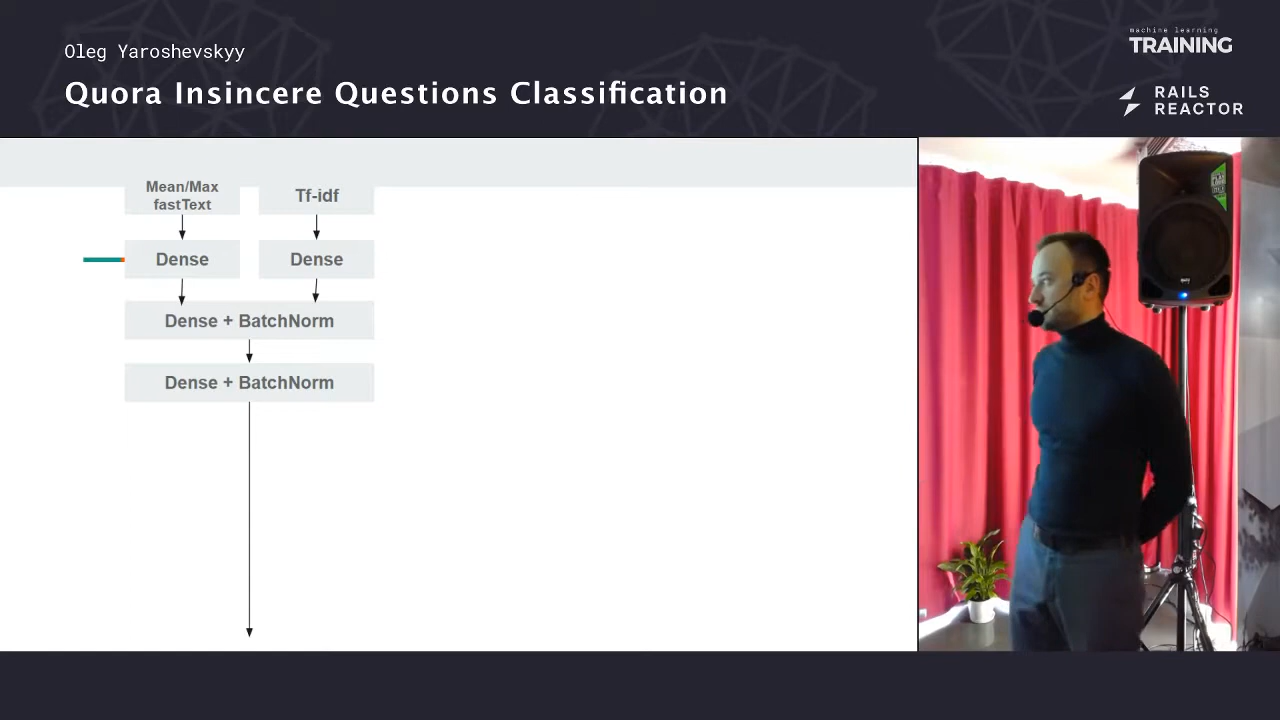 Oleg Yaroshevskyy
Quora Insincere Questions Classification
machine learning
TRAINING
RAILS
REACTOR
Mean/Max
fastText
Tf-idf
Dense
Dense
Dense + BatchNorm
Dense + BatchNorm